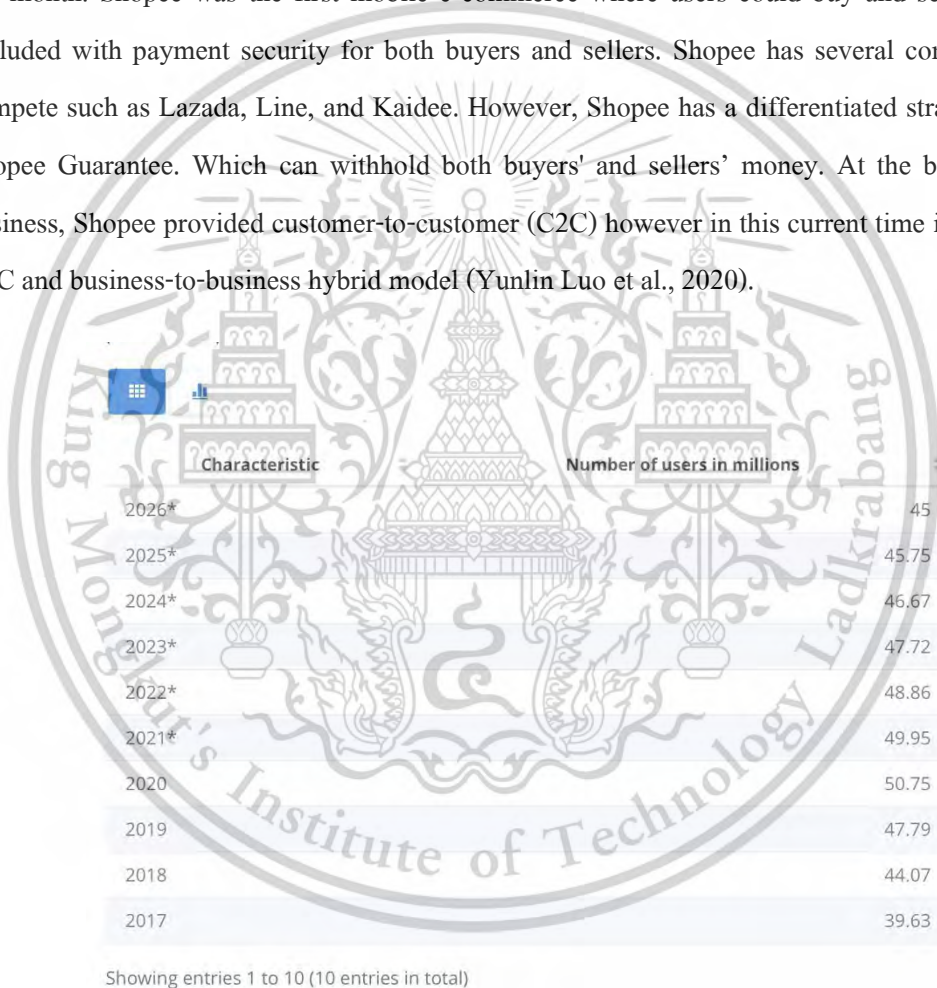 month. Shopee was the first mobile e-commerce where users could buy and se
luded with payment security for both buyers and sellers. Shopee has several con
mpete such as Lazada, Line, and Kaidee. However, Shopee has a differentiated stra
opee Guarantee. Which can withhold both buyers' and sellers' money. At the b
siness, Shopee provided customer-to-customer (C2C) however in this current time i
C and business-to-business hybrid model (Yunlin Luo et al., 2020).
Characteristic Number of users in millions
2026* 45
2025* 45.75
2024* 46.67
2023* 47.72
2022* 48.86
2021* 49.95
2020 50.75
2019 47.79
2018 44.07
2017 39.63
Showing entries 1 to 10 (10 entries in total)
King Mongkut's Institute of Technology Ladkrabang